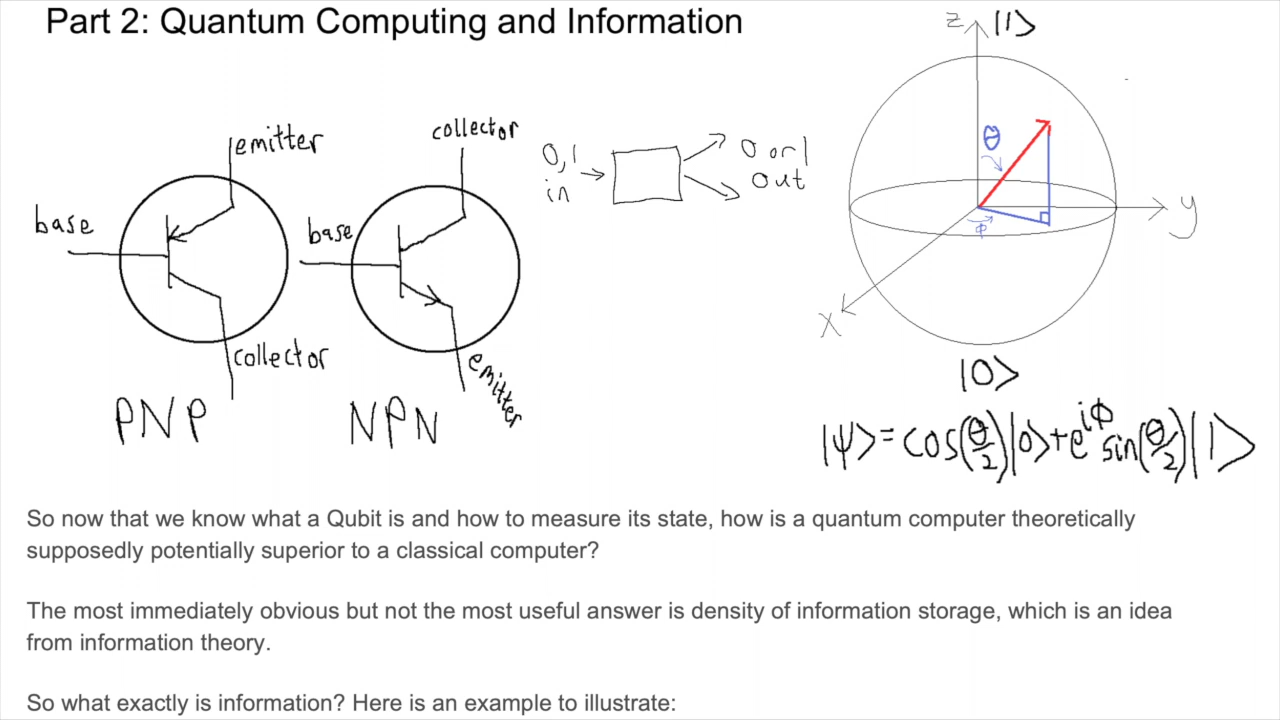 Part 2: Quantum Computing and Information
z |1>
emitter
collector
0,1
in
0 or 1
out
θ
base
base
y
ϕ
x
collector
emitter
|0>
PNP
NPN
|ψ>=cos(θ/2)|0>+e^iϕ sin(θ/2)|1>
So now that we know what a Qubit is and how to measure its state, how is a quantum computer theoretically
supposedly potentially superior to a classical computer?
The most immediately obvious but not the most useful answer is density of information storage, which is an idea
from information theory.
So what exactly is information? Here is an example to illustrate: